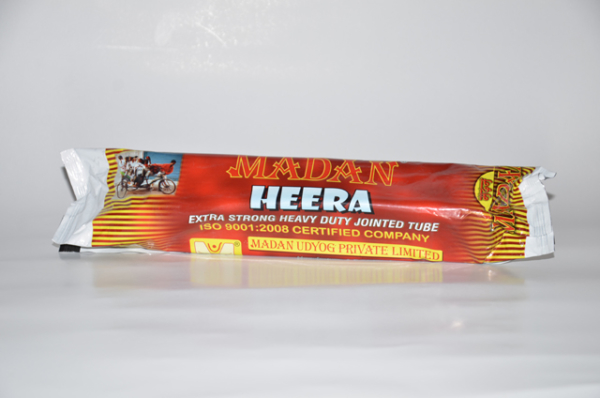 MADAN
HEERA
EXTRA STRONG HEAVY DUTY JOINTED TUBE
ISO 9001:2008 CERTIFIED COMPANY
MADAN UDYOG PRIVATE LIMITED